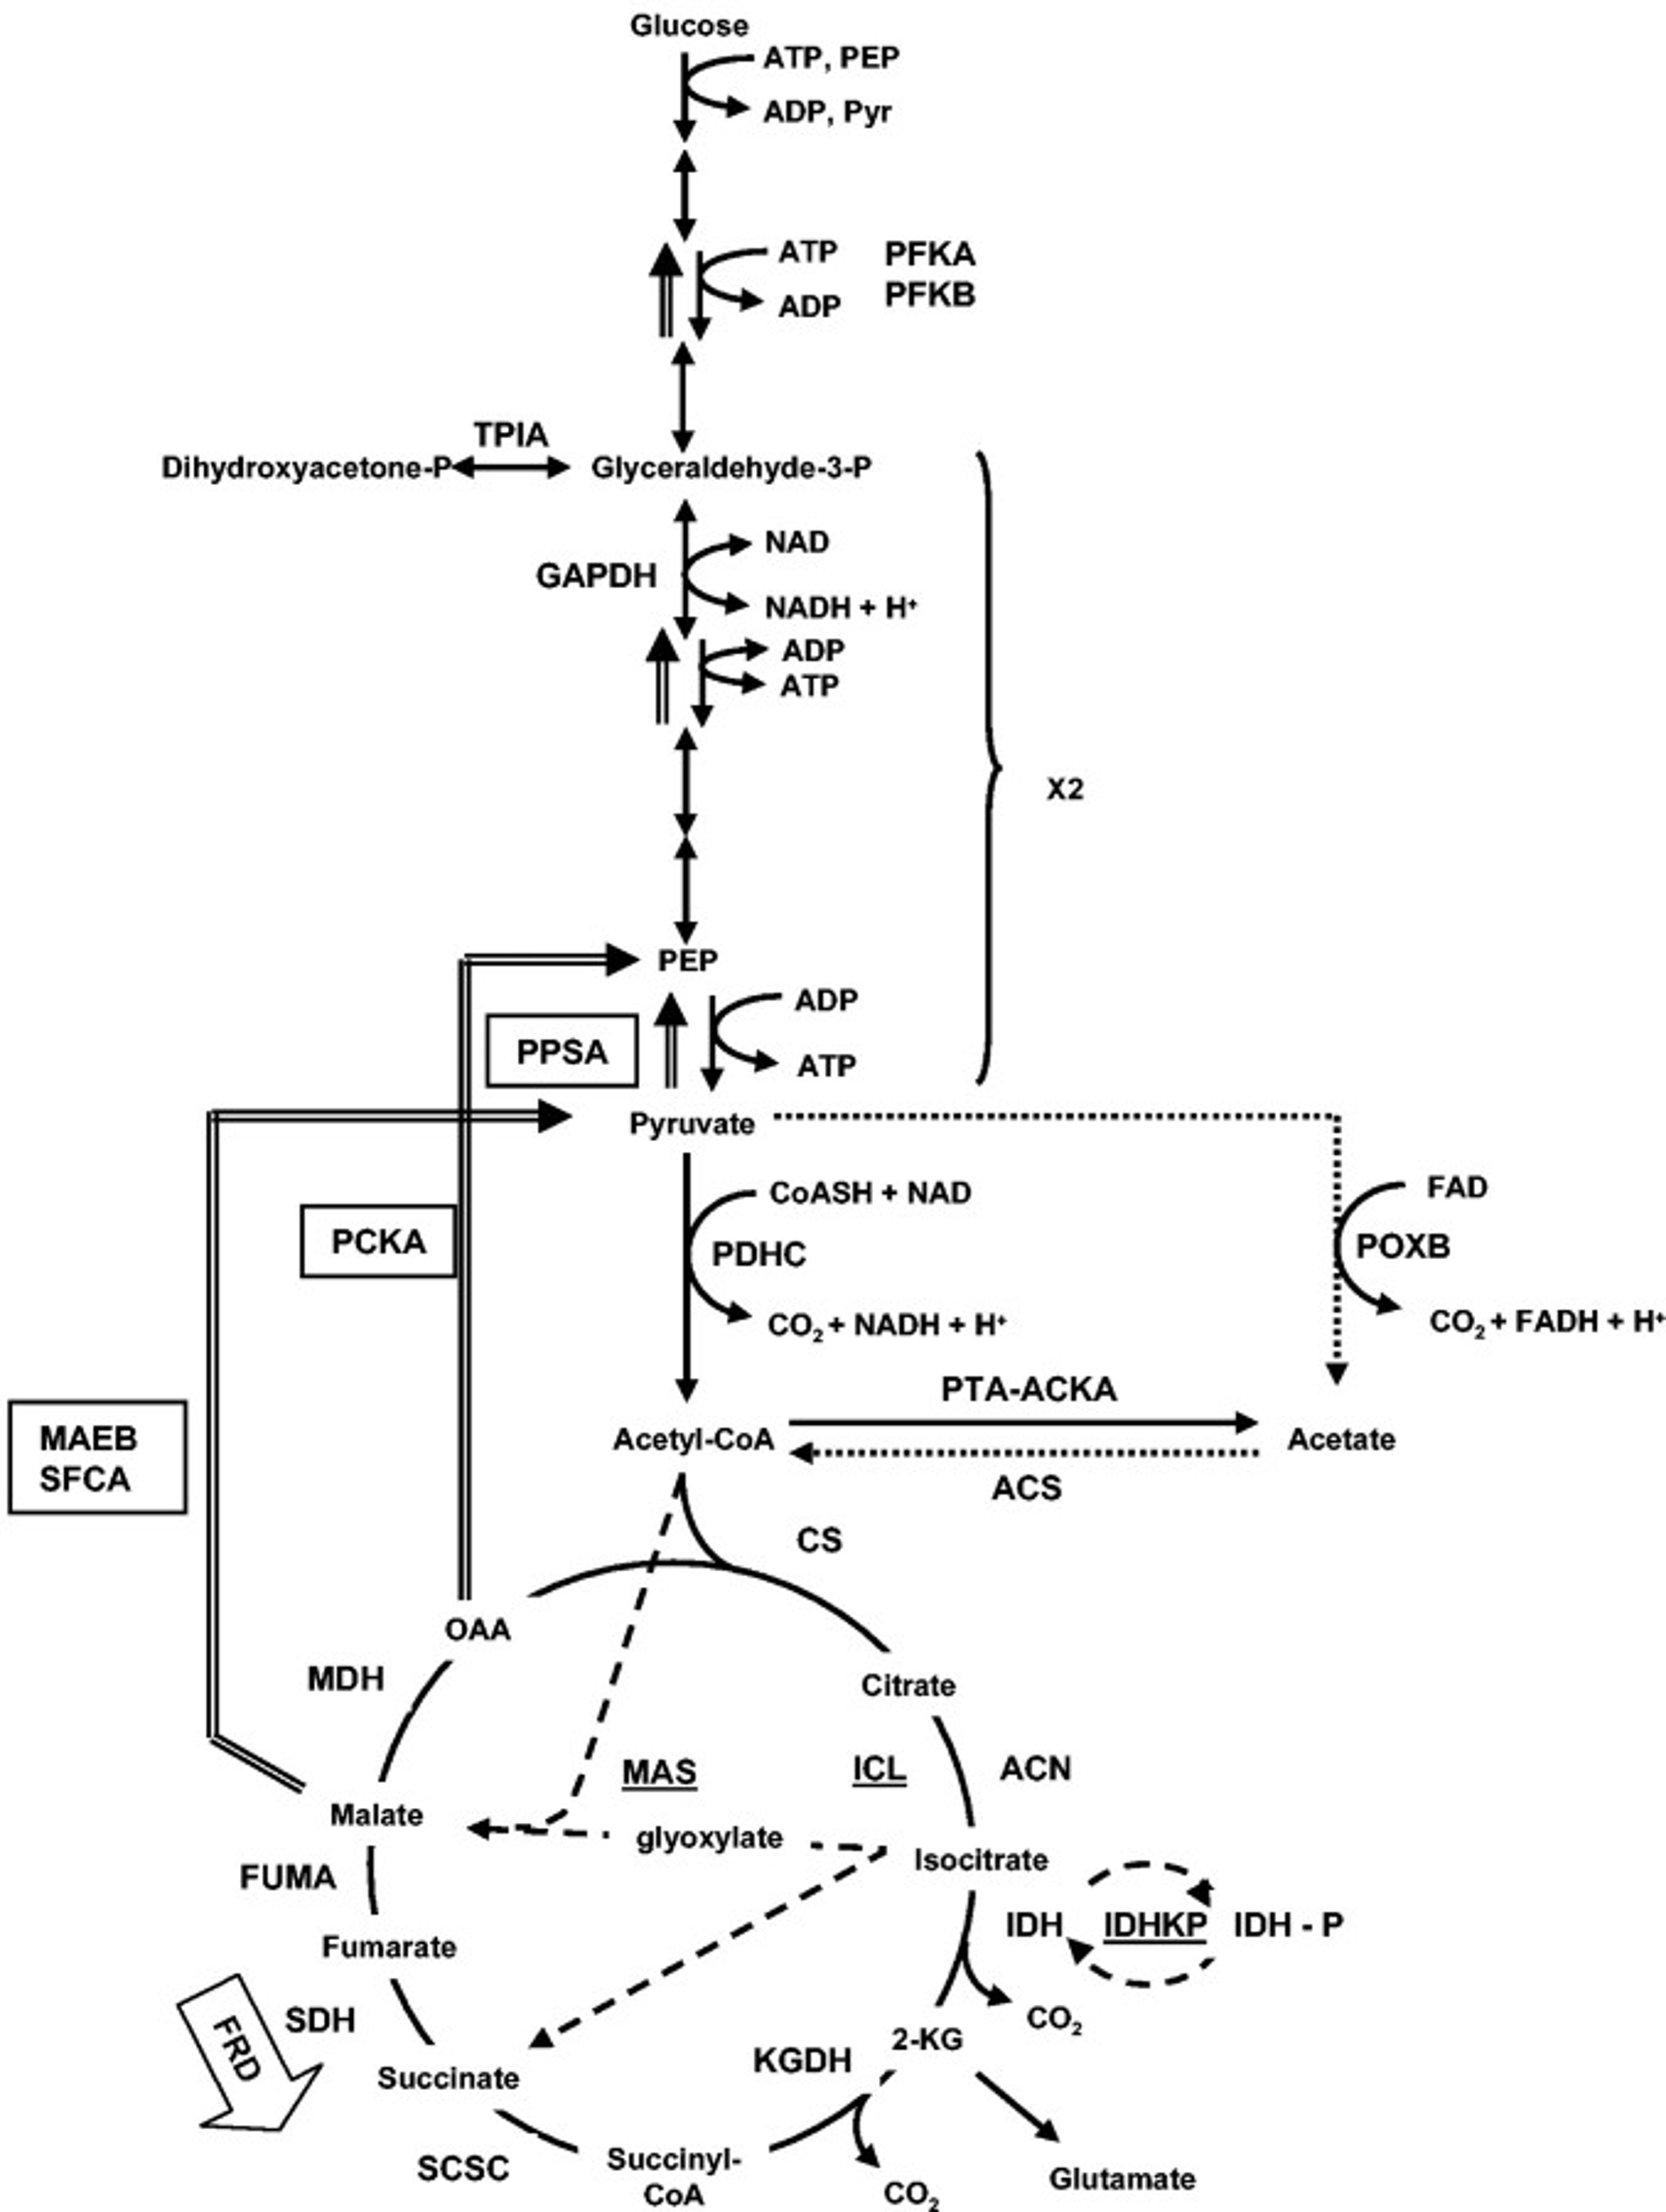 Glucose
ATP, PEP
ADP, Pyr
ATP PFKA
ADP PFKB
TPIA
Dihydroxyacetone-P Glyceraldehyde-3-P
NAD
GAPDH
NADH + H+
ADP
ATP
X2
PEP
ADP
PPSA
ATP
Pyruvate
CoASH + NAD
FAD
PCKA
PDHC
POXB
CO2 + NADH + H+
CO2 + FADH + H+
PTA-ACKA
MAEB
SFCA
Acetyl-CoA
Acetate
ACS
CS
OAA
MDH
Citrate
MAS
ICL
ACN
Malate
glyoxylate
Isocitrate
FUMA
IDH IDHKP IDH - P
Fumarate
SDH
FRD
CO2
2-KG
KGDH
Succinate
SCSC
Succinyl-
CoA
CO2
Glutamate